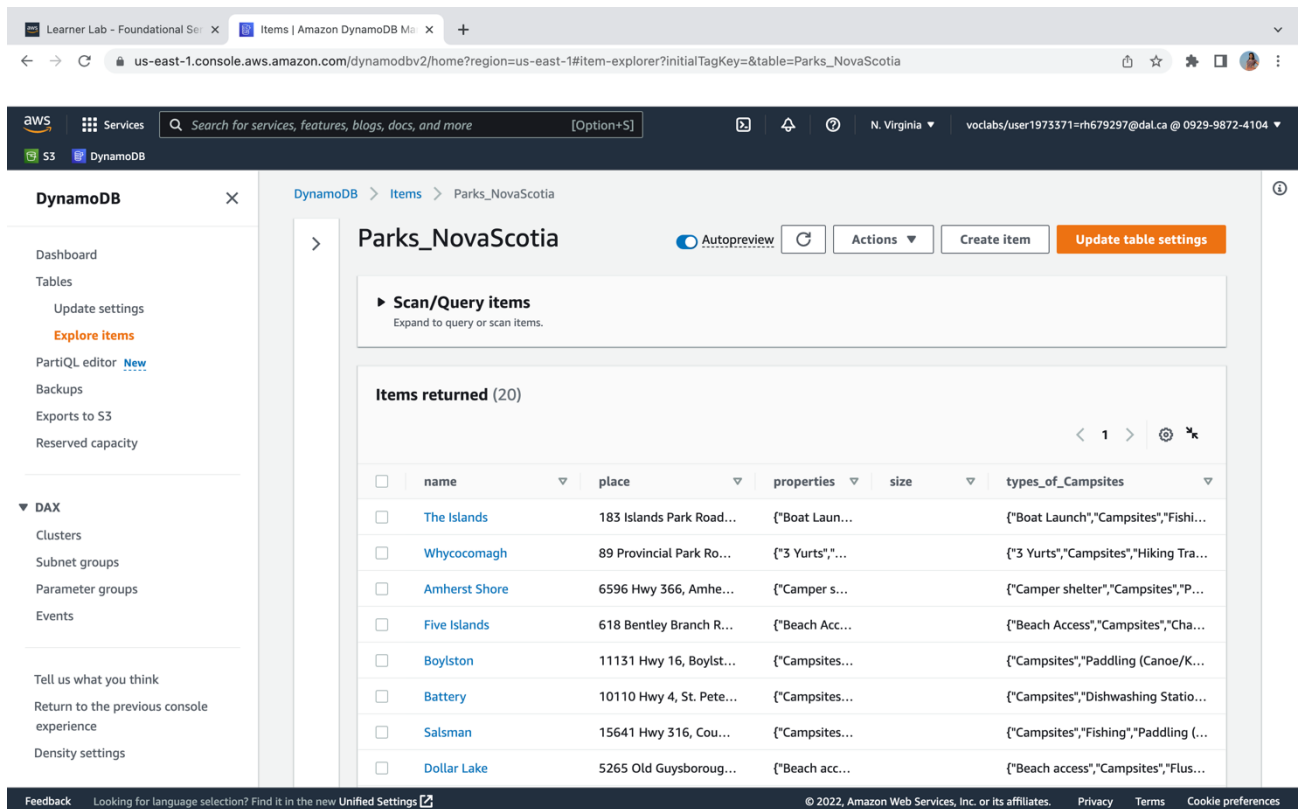 Learner Lab - Foundational Ser
Items | Amazon DynamoDB Ma
us-east-1.console.aws.amazon.com/dynamodbv2/home?region=us-east-1#item-explorer?initialTagKey=&table=Parks_NovaScotia
aws Services Search for services, features, blogs, docs, and more [Option+S] N. Virginia ▼ voclabs/user1973371=rh679297@dal.ca @ 0929-9872-4104 ▼
S3 DynamoDB
DynamoDB
Dashboard
Tables
Update settings
Explore items
PartiQL editor New
Backups
Exports to S3
Reserved capacity
▼ DAX
Clusters
Subnet groups
Parameter groups
Events
Tell us what you think
Return to the previous console
experience
Density settings
DynamoDB > Items > Parks_NovaScotia
Parks_NovaScotia Autopreview Actions ▼ Create item Update table settings
Scan/Query items
Expand to query or scan items.
Items returned (20)
< 1 >
name place properties size types_of_Campsites
The Islands 183 Islands Park Road... {"Boat Laun... {"Boat Launch","Campsites","Fishi...
Whycocomagh 89 Provincial Park Ro... {"3 Yurts","... {"3 Yurts","Campsites","Hiking Tra...
Amherst Shore 6596 Hwy 366, Amhe... {"Camper s... {"Camper shelter","Campsites","P...
Five Islands 618 Bentley Branch R... {"Beach Acc... {"Beach Access","Campsites","Cha...
Boylston 11131 Hwy 16, Boylst... {"Campsites... {"Campsites","Paddling (Canoe/K...
Battery 10110 Hwy 4, St. Pete... {"Campsites... {"Campsites","Dishwashing Statio...
Salsman 15641 Hwy 316, Cou... {"Campsites... {"Campsites","Fishing","Paddling (...
Dollar Lake 5265 Old Guysboroug... {"Beach acc... {"Beach access","Campsites","Flus...
Feedback Looking for language selection? Find it in the new Unified Settings © 2022, Amazon Web Services, Inc. or its affiliates. Privacy Terms Cookie preferences